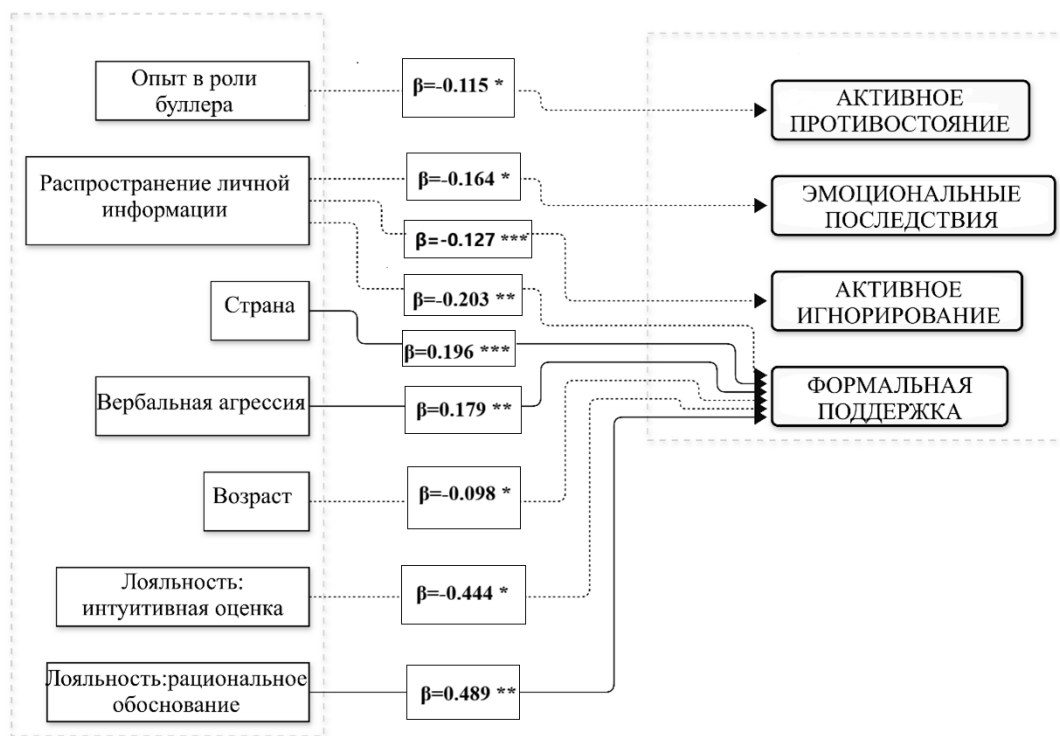 Опыт в роли
буллера
β=-0.115 *
АКТИВНОЕ
ПРОТИВОСТОЯНИЕ
Распространение личной
информации
β=-0.164 *
ЭМОЦИОНАЛЬНЫЕ
ПОСЛЕДСТВИЯ
β=-0.127 ***
β=-0.203 **
АКТИВНОЕ
ИГНОРИРОВАНИЕ
Страна
β=0.196 ***
Вербальная агрессия
β=0.179 **
ФОРМАЛЬНАЯ
ПОДДЕРЖКА
Возраст
β=-0.098 *
Лояльность:
интуитивная оценка
β=-0.444 *
Лояльность:рациональное
обоснование
β=0.489 **